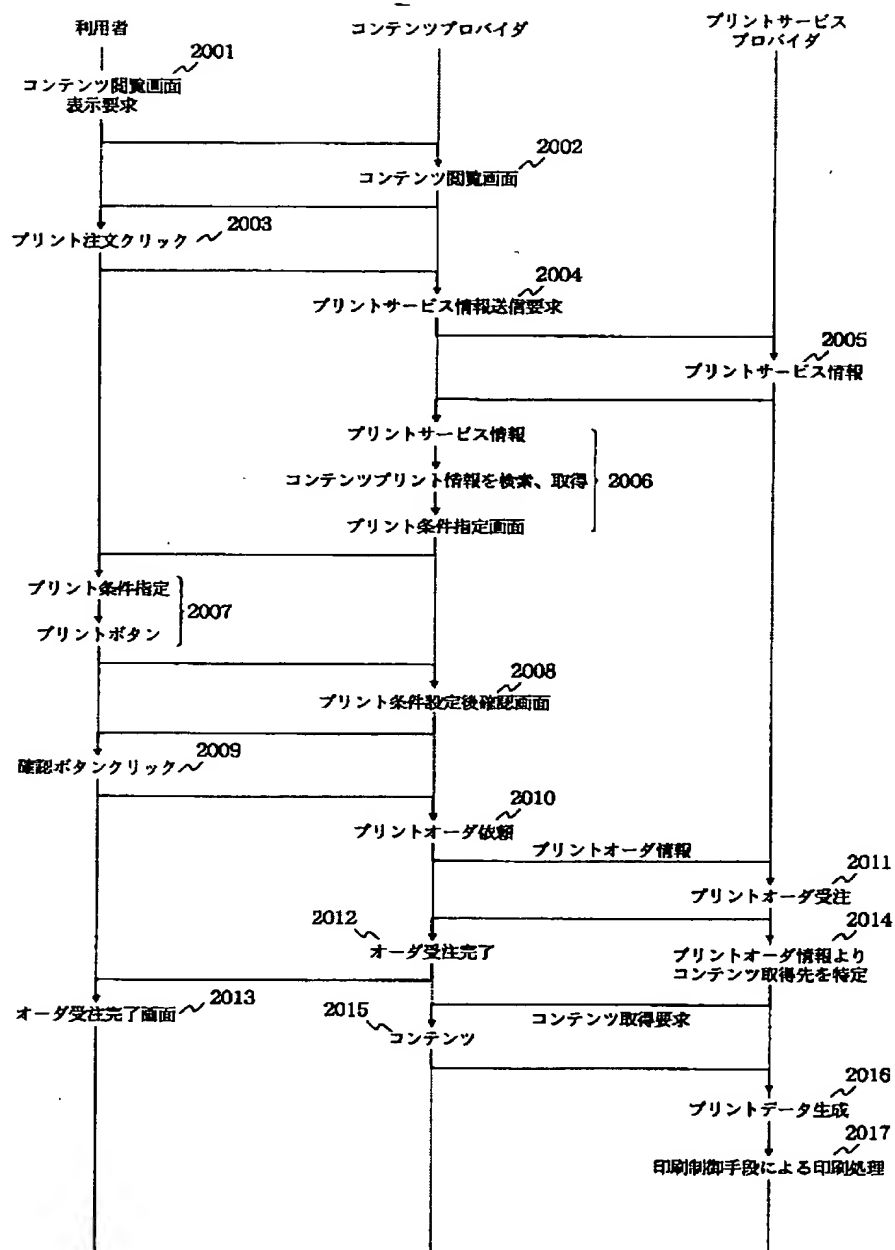 利用者
コンテンツプロバイダ
プリントサービス
プロバイダ
2001
コンテンツ閲覧画面
表示要求
2002
コンテンツ閲覧画面
2003
プリント注文クリック
2004
プリントサービス情報送信要求
2005
プリントサービス情報
プリントサービス情報
コンテンツプリント情報を検索、取得
2006
プリント条件指定画面
プリント条件指定
2007
プリントボタン
2008
プリント条件設定後確認画面
2009
確認ボタンクリック
2010
プリントオーダ依頼
プリントオーダ情報
2011
プリントオーダ受注
2012
オーダ受注完了
2014
プリントオーダ情報より
コンテンツ取得先を特定
2013
オーダ受注完了画面
コンテンツ取得要求
2015
コンテンツ
2016
プリントデータ生成
2017
印刷制御手段による印刷処理